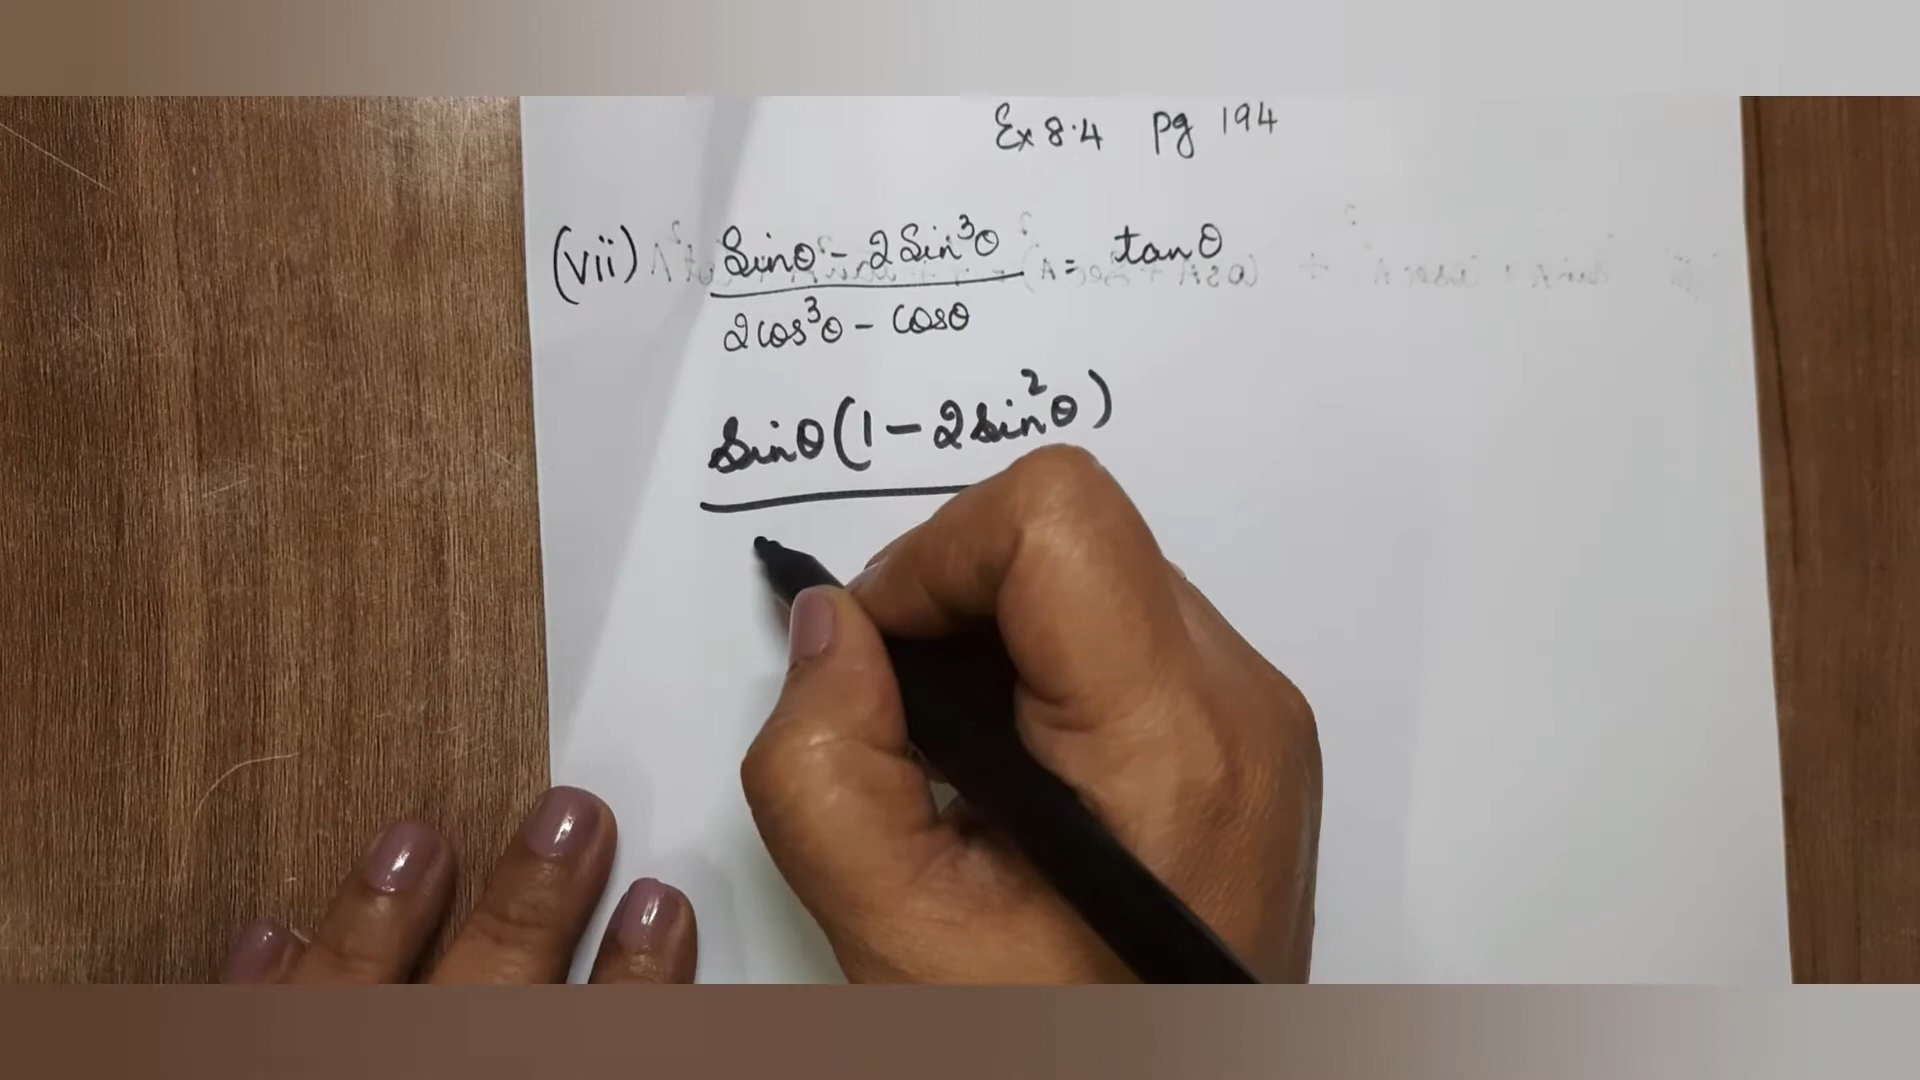 Ex 8.4 pg 194
(vii) Sinθ - 2Sin³θ = tanθ
2cos³θ - cosθ
Sinθ(1-2sin²θ)